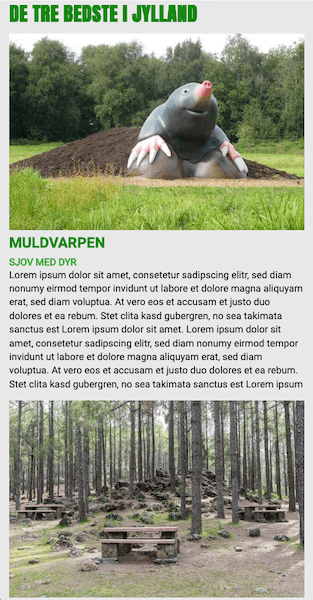 DE TRE BEDSTE I JYLLAND
MULDVARPEN
SJOV MED DYR
Lorem ipsum dolor sit amet, consetetur sadipscing elitr, sed diam
nonumy eirmod tempor invidunt ut labore et dolore magna aliquyam
erat, sed diam voluptua. At vero eos et accusam et justo duo
dolores et ea rebum. Stet clita kasd gubergren, no sea takimata
sanctus est Lorem ipsum dolor sit amet. Lorem ipsum dolor sit
amet, consetetur sadipscing elitr, sed diam nonumy eirmod tempor
invidunt ut labore et dolore magna aliquyam erat, sed diam
voluptua. At vero eos et accusam et justo duo dolores et ea rebum.
Stet clita kasd gubergren, no sea takimata sanctus est Lorem ipsum